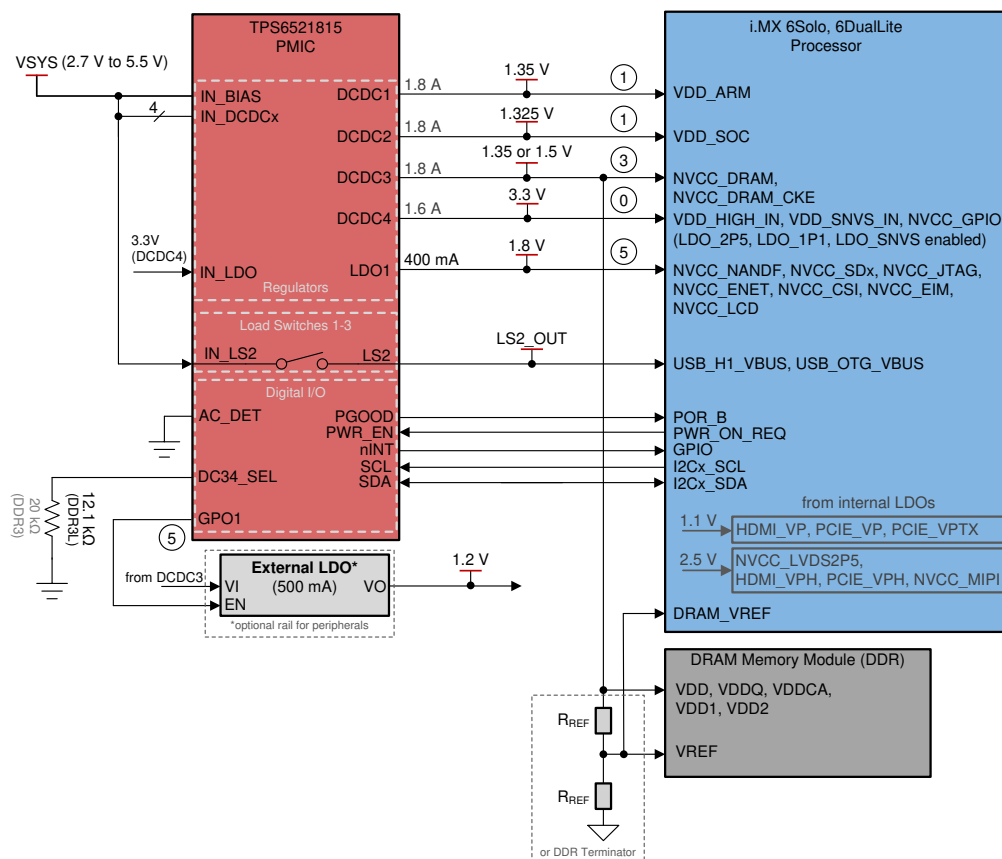 TPS6521815
PMIC
i.MX 6Solo, 6DualLite
Processor
VSYS (2.7 V to 5.5 V)
IN_BIAS
4
IN_DCDCx
DCDC1
1.8 A
1.35 V
1
VDD_ARM
DCDC2
1.8 A
1.325V
1
VDD_SOC
DCDC3
1.8 A
1.35 or 1.5 V
3
NVCC_DRAM,
NVCC_DRAM_CKE
DCDC4
1.6 A
3.3 V
0
VDD_HIGH_IN, VDD_SNVS_IN, NVCC_GPIO
(LDO_2P5, LDO_1P1, LDO_SNVS enabled)
3.3V
(DCDC4)
IN_LDO
LDO1
400 mA
1.8 V
5
NVCC_NANDF, NVCC_SDx, NVCC_JTAG,
NVCC_ENET, NVCC_CSI, NVCC_EIM,
NVCC_LCD
Regulators
Load Switches 1-3
IN_LS2
LS2
LS2_OUT
USB_H1_VBUS, USB_OTG_VBUS
Digital I/O
AC_DET
PGOOD
POR_B
PWR_EN
PWR_ON_REQ
nINT
GPIO
SCL
I2Cx_SCL
SDA
I2Cx_SDA
DC34_SEL
12.1 kΩ
(DDR3L)
20 kΩ
(DDR3)
GPO1
5
from internal LDOs
1.1 V
HDMI_VP, PCIE_VP, PCIE_VPTX
2.5 V
NVCC_LVDS2P5,
HDMI_VPH, PCIE_VPH, NVCC_MIPI
DRAM_VREF
from DCDC3
External LDO*
(500 mA)
VI
EN
VO
1.2 V
*optional rail for peripherals
DRAM Memory Module (DDR)
VDD, VDDQ, VDDCA,
VDD1, VDD2
VREF
RREF
RREF
or DDR Terminator